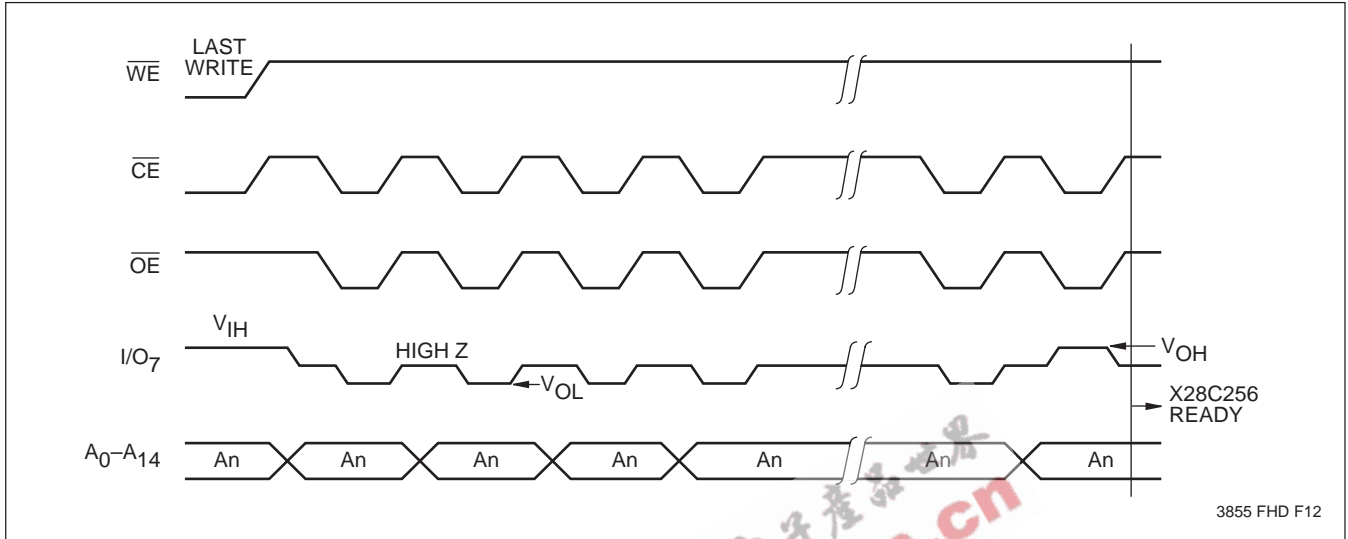 LAST
WRITE
WE
CE
OE
VIH
I/O7
HIGH Z
VOL
VOH
X28C256
READY
A0–A14
An An An An An An An
3855 FHD F12
.cn